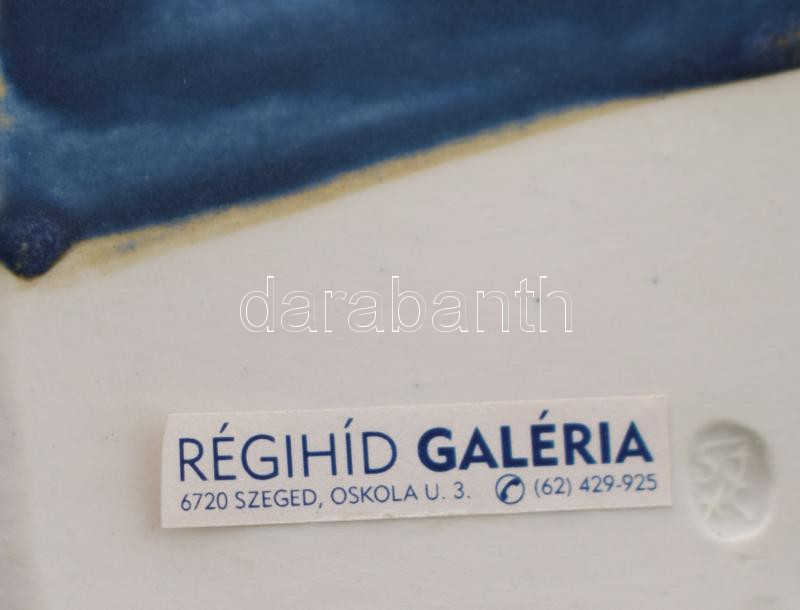 darabanth
RÉGIHÍD GALÉRIA
6720 SZEGED, OSKOLA U. 3. (62) 429-925